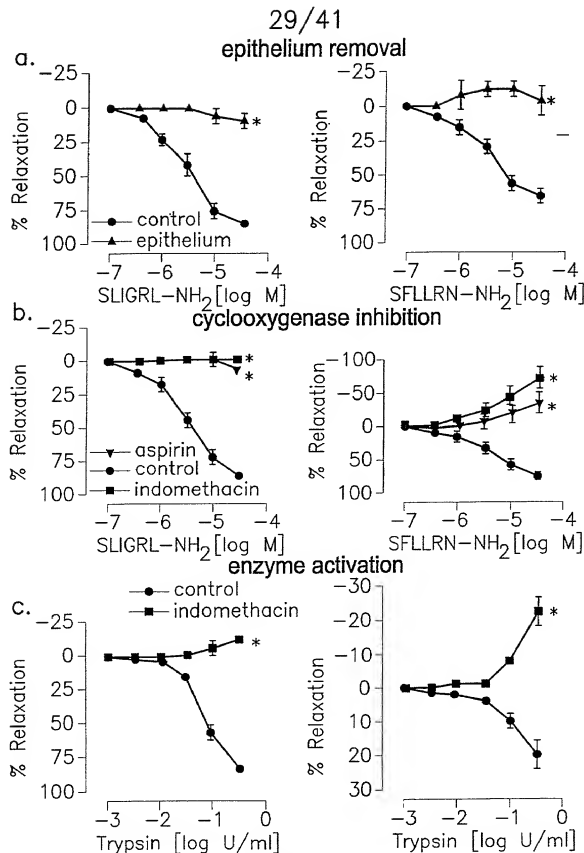 29/41
epithelium removal
a.
-25
0
25
50
75
100
% Relaxation
control
epithelium
-7 -6 -5 -4
SLIGRL-NH2[log M]
-25
0
25
50
75
100
% Relaxation
*
*
-7 -6 -5 -4
SFLLRN-NH2[log M]
b.
cyclooxygenase inhibition
-25
0
25
50
75
100
% Relaxation
*
*
aspirin
control
indomethacin
-7 -6 -5 -4
SLIGRL-NH2[log M]
-100
-50
0
50
100
% Relaxation
*
*
-7 -6 -5 -4
SFLLRN-NH2[log M]
enzyme activation
c.
control
indomethacin
-25
0
25
50
75
100
% Relaxation
*
-3 -2 -1 0
Trypsin [log U/ml]
-30
-20
-10
0
10
20
30
% Relaxation
*
-3 -2 -1 0
Trypsin [log U/ml]